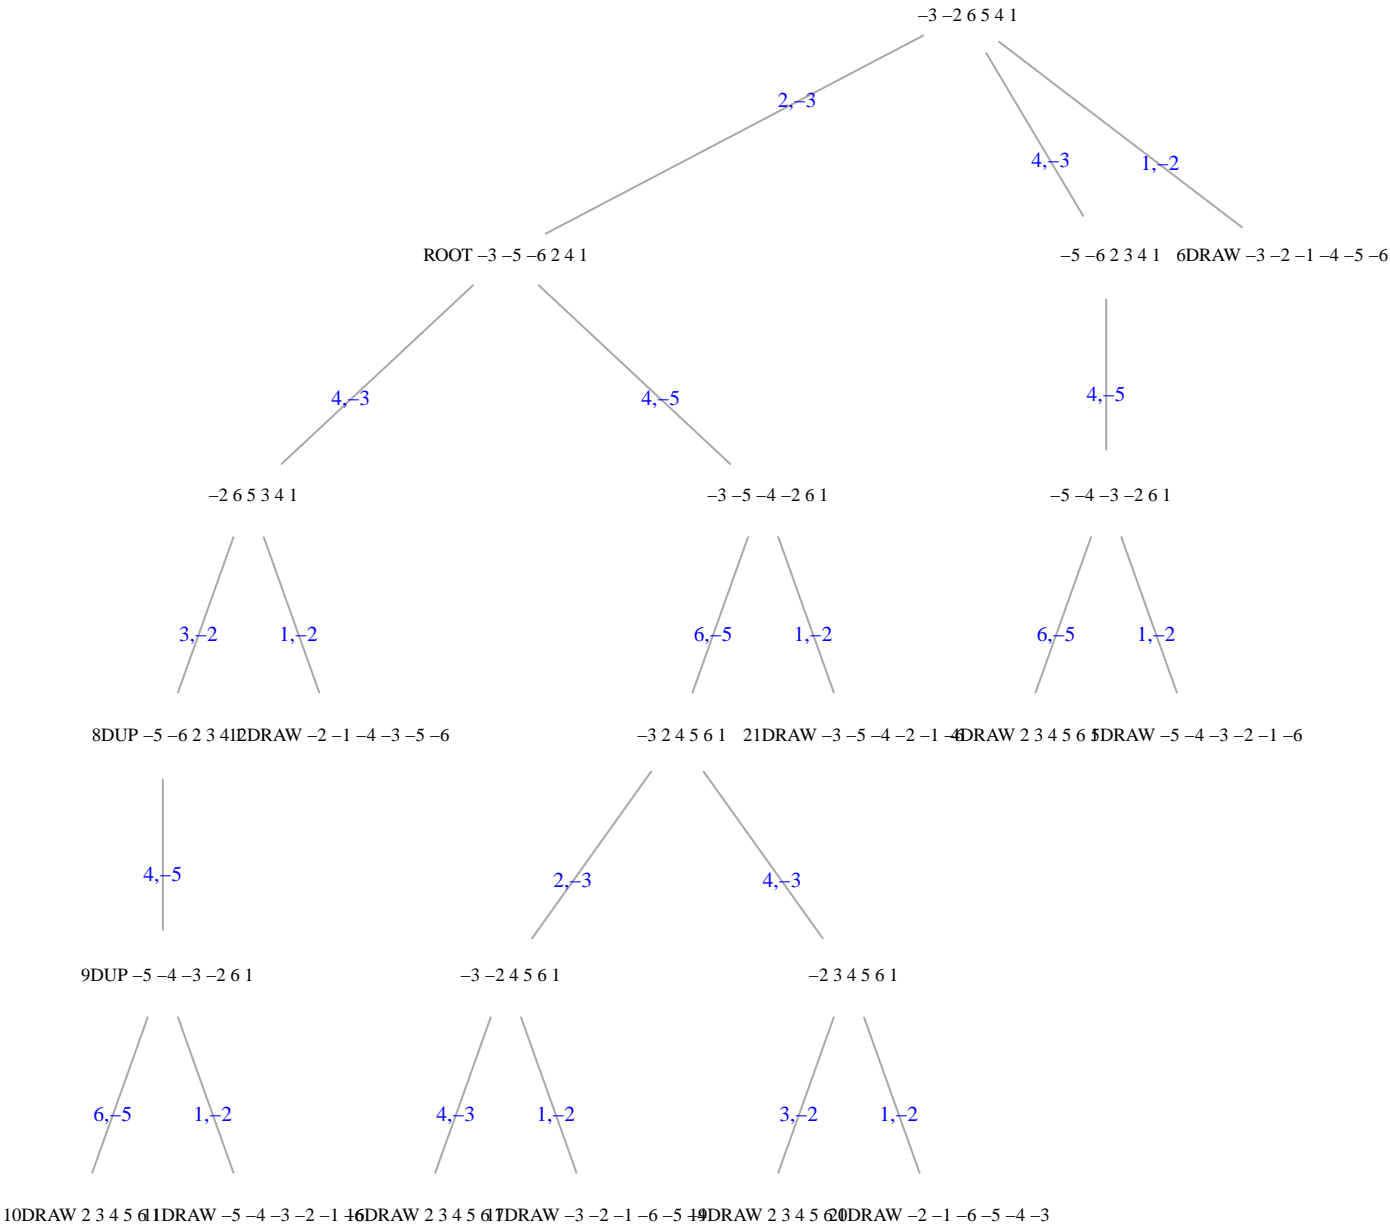 –3 –2 6 5 4 1
2,–3
4,–3
1,–2
ROOT –3 –5 –6 2 4 1
–5 –6 2 3 4 1
6DRAW –3 –2 –1 –4 –5 –6
4,–3
4,–5
4,–5
–2 6 5 3 4 1
–3 –5 –4 –2 6 1
–5 –4 –3 –2 6 1
3,–2
1,–2
6,–5
1,–2
6,–5
1,–2
8DUP –5 –6 2 3 4 1
12DRAW –2 –1 –4 –3 –5 –6
–3 2 4 5 6 1
21DRAW –3 –5 –4 –2 –1 –6
4DRAW 2 3 4 5 6 1
5DRAW –5 –4 –3 –2 –1 –6
4,–5
2,–3
4,–3
9DUP –5 –4 –3 –2 6 1
–3 –2 4 5 6 1
–2 3 4 5 6 1
6,–5
1,–2
4,–3
1,–2
3,–2
1,–2
10DRAW 2 3 4 5 6 1
11DRAW –5 –4 –3 –2 –1 –6
16DRAW 2 3 4 5 6 1
17DRAW –3 –2 –1 –6 –5 –4
19DRAW 2 3 4 5 6 1
20DRAW –2 –1 –6 –5 –4 –3